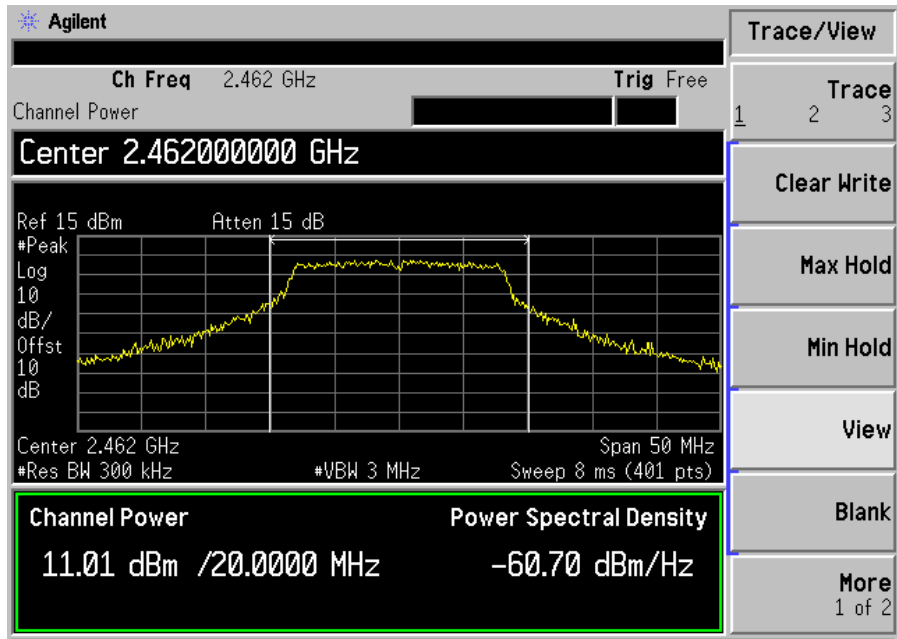 Agilent
Trace/View
Ch Freq 2.462 GHz Trig Free
Channel Power
Trace
1 2 3
Center 2.462000000 GHz
Clear Write
Ref 15 dBm Atten 15 dB
#Peak
Log
10
dB/
Offst
10
dB
Max Hold
Min Hold
View
Center 2.462 GHz Span 50 MHz
#Res BW 300 kHz #VBW 3 MHz Sweep 8 ms (401 pts)
Channel Power Power Spectral Density
11.01 dBm /20.0000 MHz -60.70 dBm/Hz
Blank
More
1 of 2